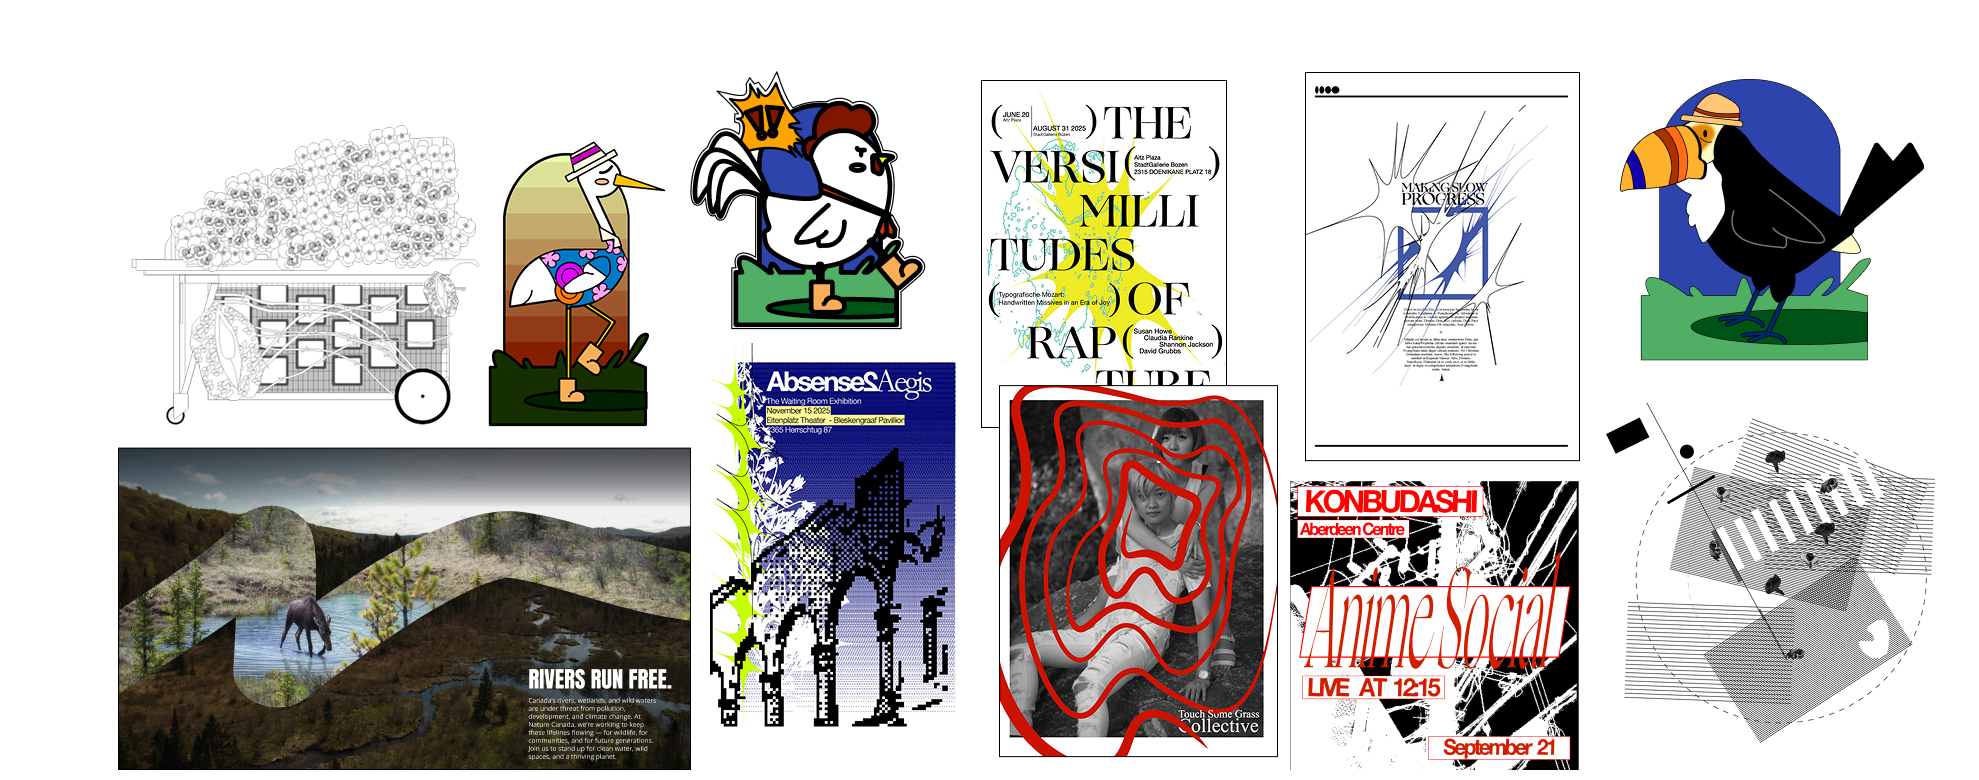 ( JUNE 20
Aitz Plaza
AUGUST 31 2025
StadtGallerie Bozen
) THE
VERSI(
Aitz Plaza
StadtGallerie Bozen
2315 DOENIKANE PLATZ 18
)
MILLI
TUDES
(
Typografische Mozart:
Handwritten Missives in an Era of Joy
) OF
RAP(
Susan Howe
Claudia Rankine
Shannon Jackson
David Grubbs
)
TURE
MAKING SLOW
PROGRESS
Absense2Aegis
The Waiting Room Exhibition
November 15 2025
Eitenplatz Theater - Bleskengraaf Pavillion
2365 Herrschtug 87
RIVERS RUN FREE.
Canada's rivers, wetlands, and wild waters
are under threat from pollution,
development, and climate change. At
Nature Canada, we're working to keep
these lifelines flowing — for wildlife, for
communities, and for future generations.
Join us to stand up for clean water, wild
spaces, and a thriving planet.
Touch Some Grass
Collective
KONBUDASHI
Aberdeen Centre
Anime Social
LIVE AT 12:15
September 21